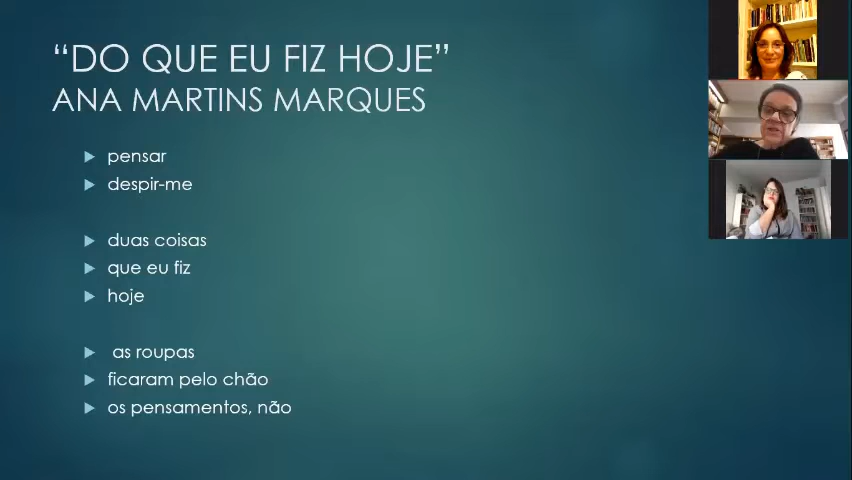 “DO QUE EU FIZ HOJE”
ANA MARTINS MARQUES
pensar
despir-me
duas coisas
que eu fiz
hoje
as roupas
ficaram pelo chão
os pensamentos, não